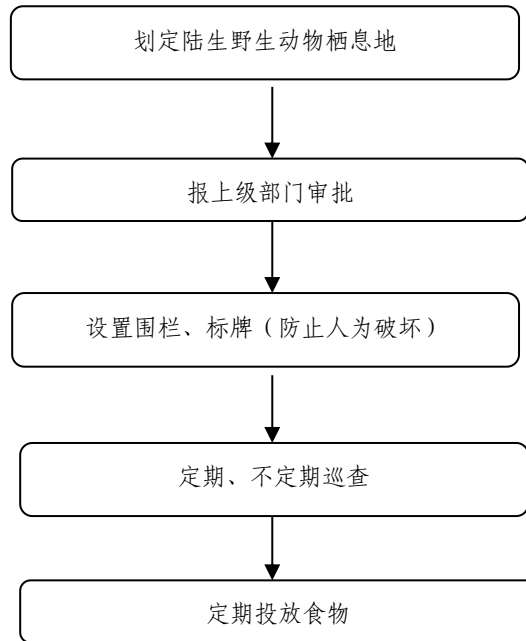 划定陆生野生动物栖息地
报上级部门审批
设置围栏、标牌（防止人为破坏）
定期、不定期巡查
定期投放食物